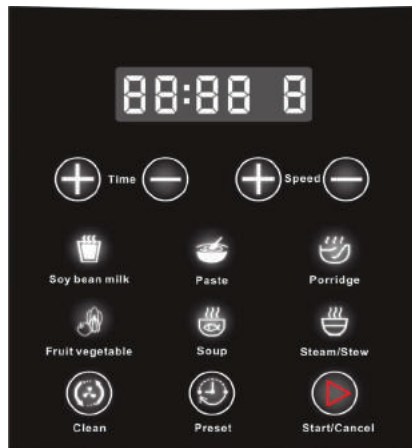 88:88 8
Time Speed
Soy bean milk Paste Porridge
Fruit vegetable Soup Steam/Stew
Clean Preset Start/Cancel